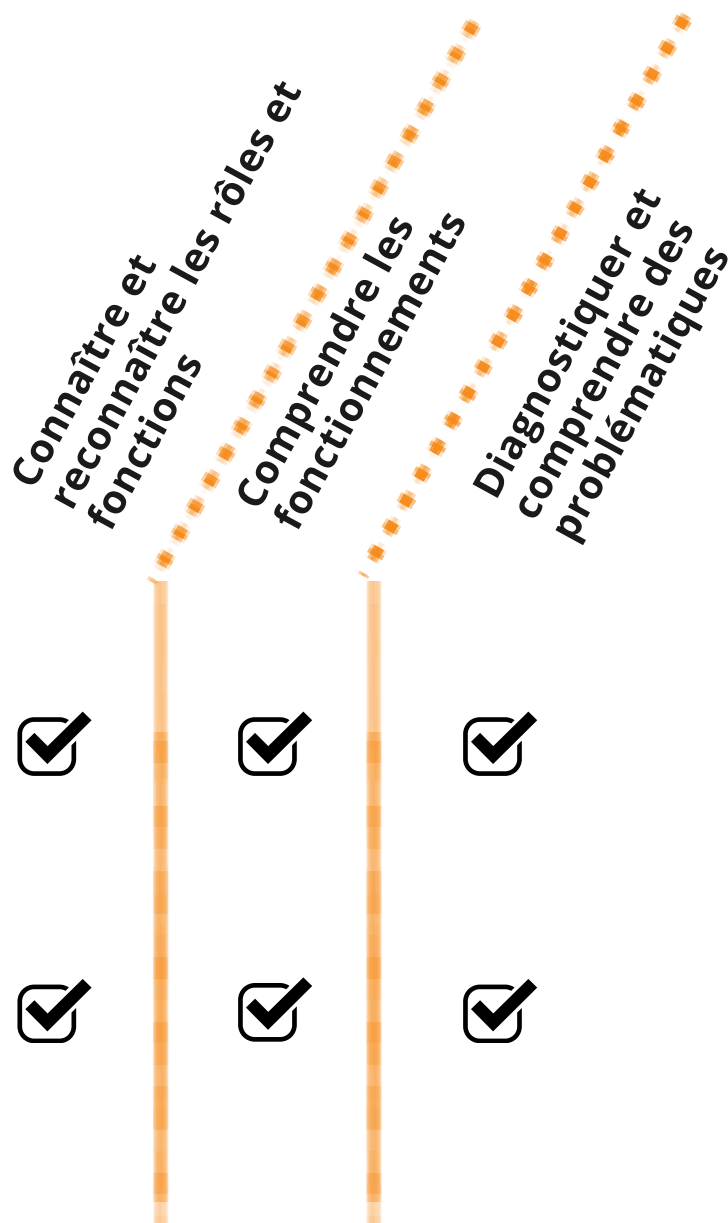 Connaître et
reconnaître les rôles et
fonctions
Comprendre les
fonctionnements
Diagnostiquer et
comprendre des
problématiques